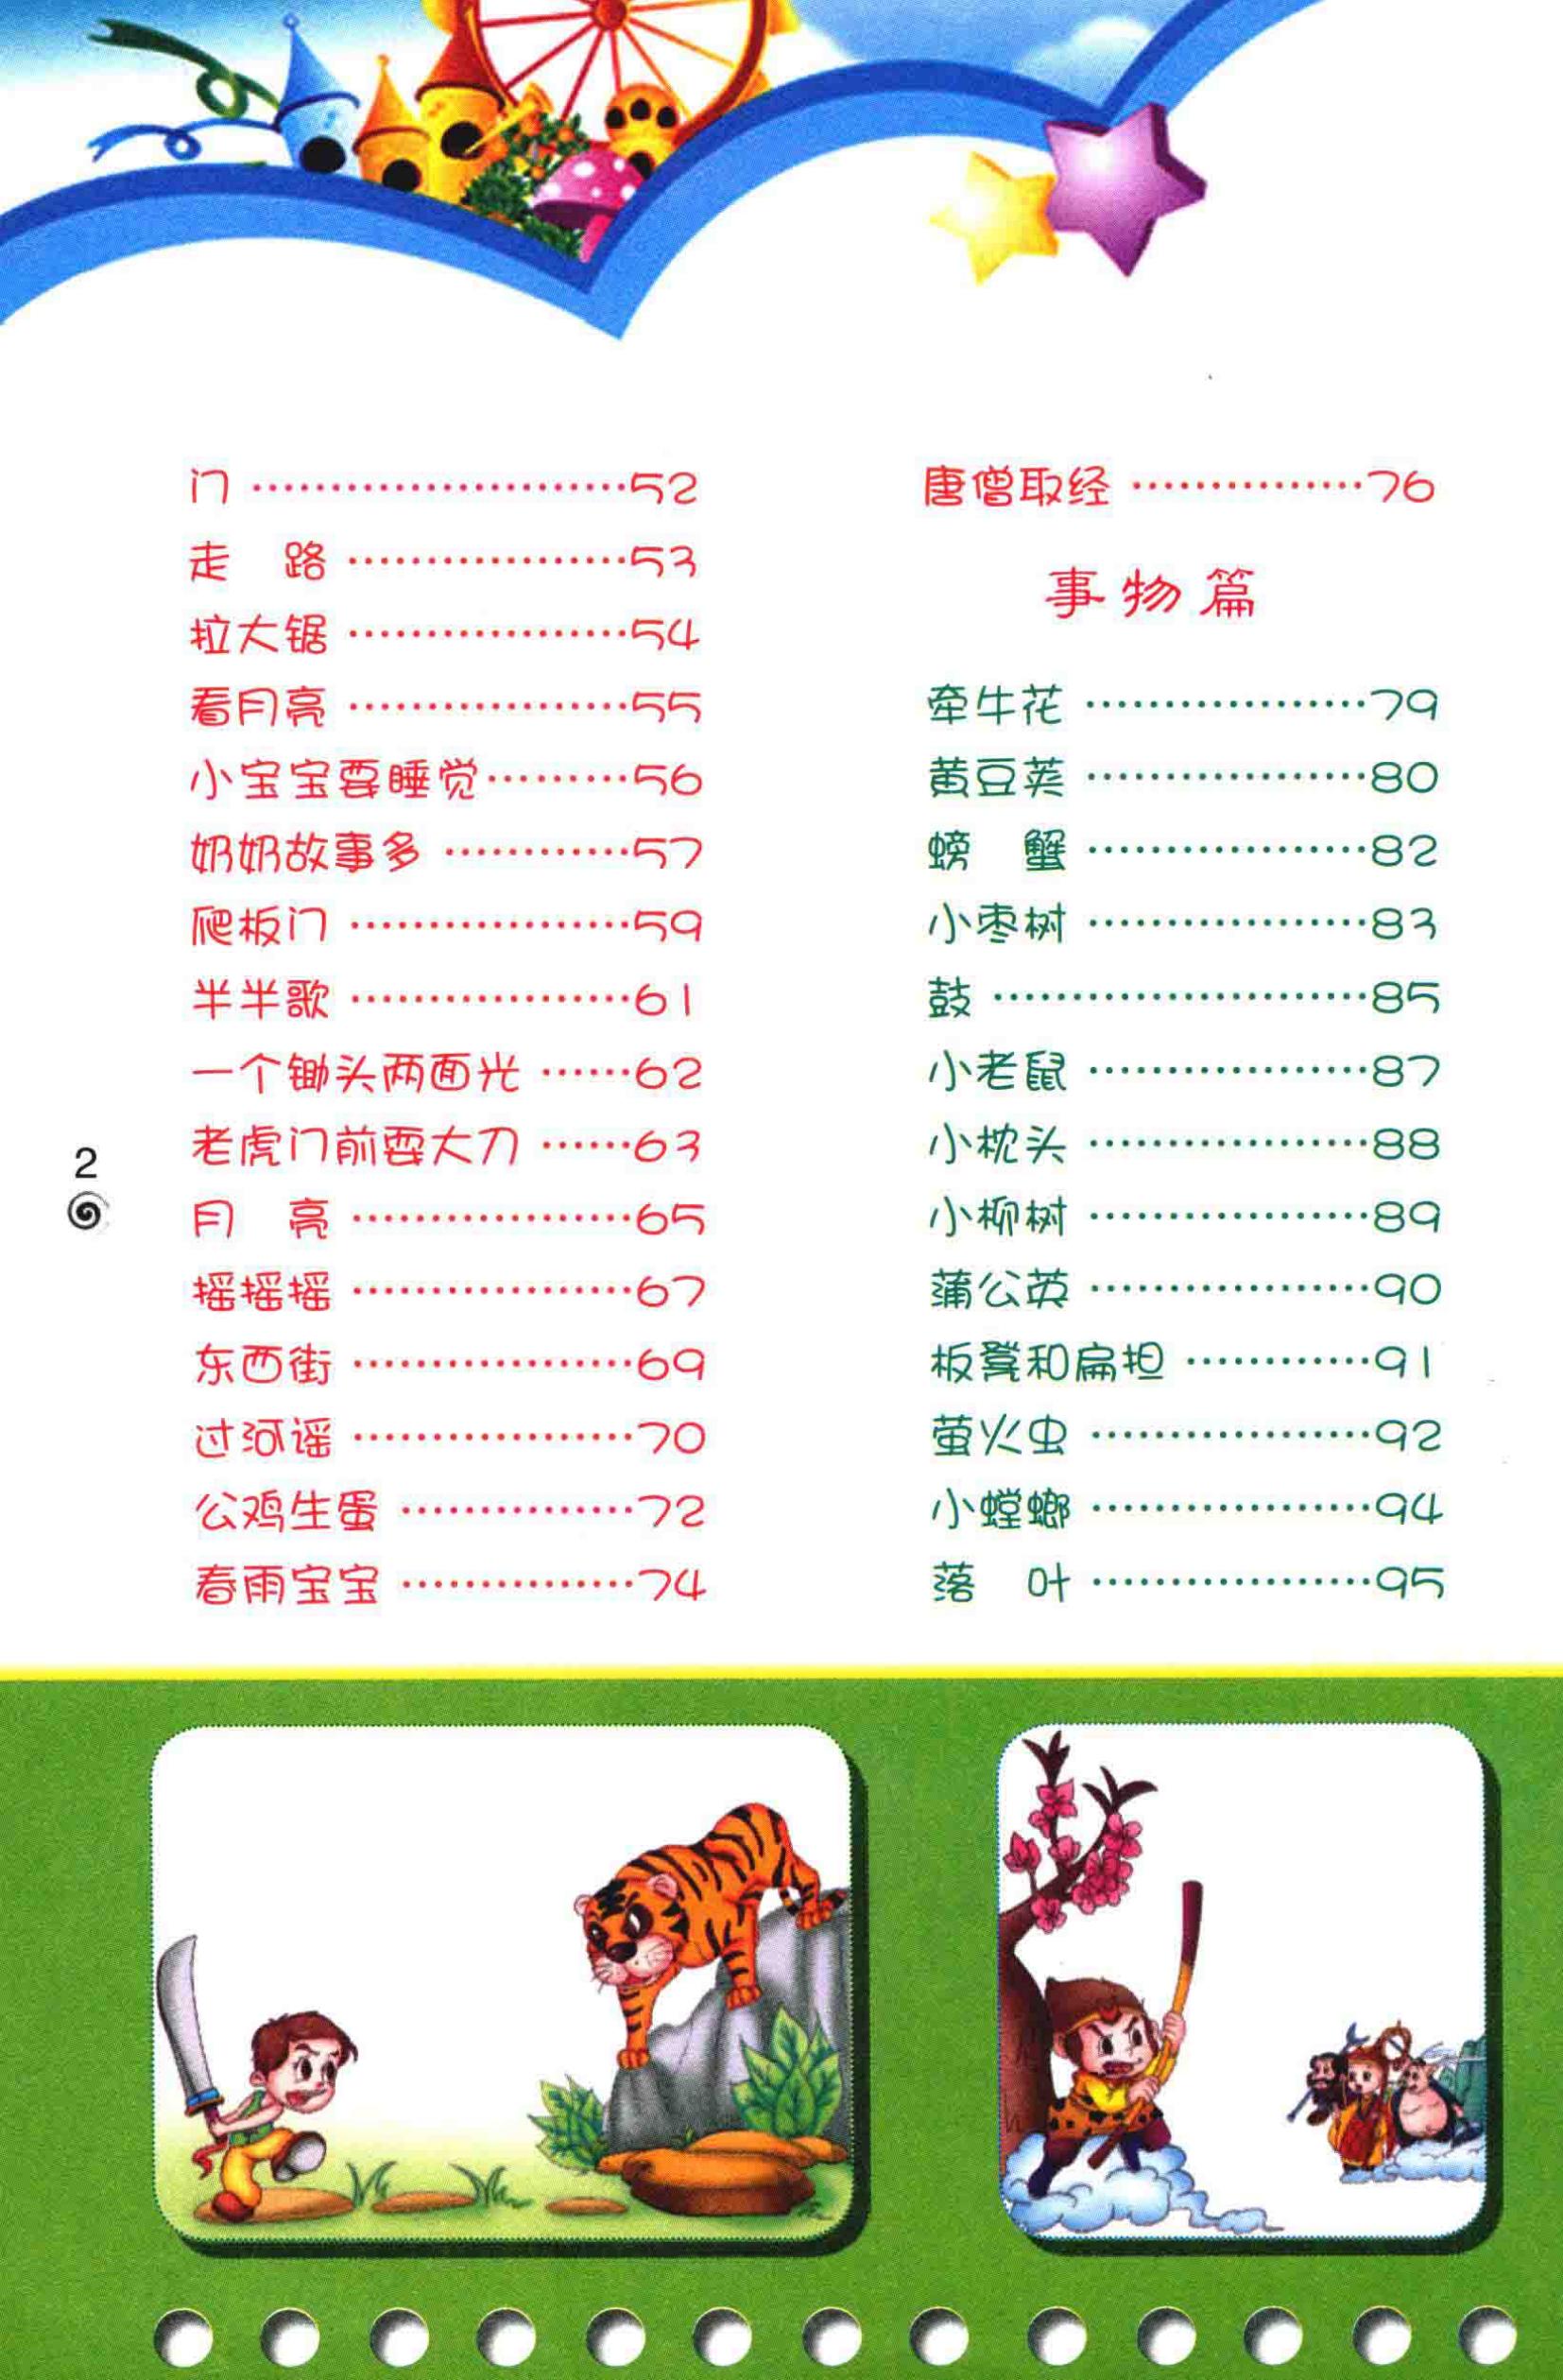 门 ……………………52
走　路 ………………53
拉大锯 ………………54
看月亮 ………………55
小宝宝要睡觉………56
奶奶故事多 …………57
爬板门 ………………59
半半歌 ………………61
一个锄头两面光 ……62
老虎门前耍大刀 ……63
月　亮 ………………65
摇摇摇 ………………67
东西街 ………………69
过河谣 ………………70
公鸡生蛋 ……………72
春雨宝宝 ……………74
2
唐僧取经 ……………76
事物篇
牵牛花 ………………79
黄豆荚 ………………80
螃　蟹 ………………82
小枣树 ………………83
鼓 ……………………85
小老鼠 ………………87
小枕头 ………………88
小柳树 ………………89
蒲公英 ………………90
板凳和扁担 …………91
萤火虫 ………………92
小螳螂 ………………94
落　叶 ………………95